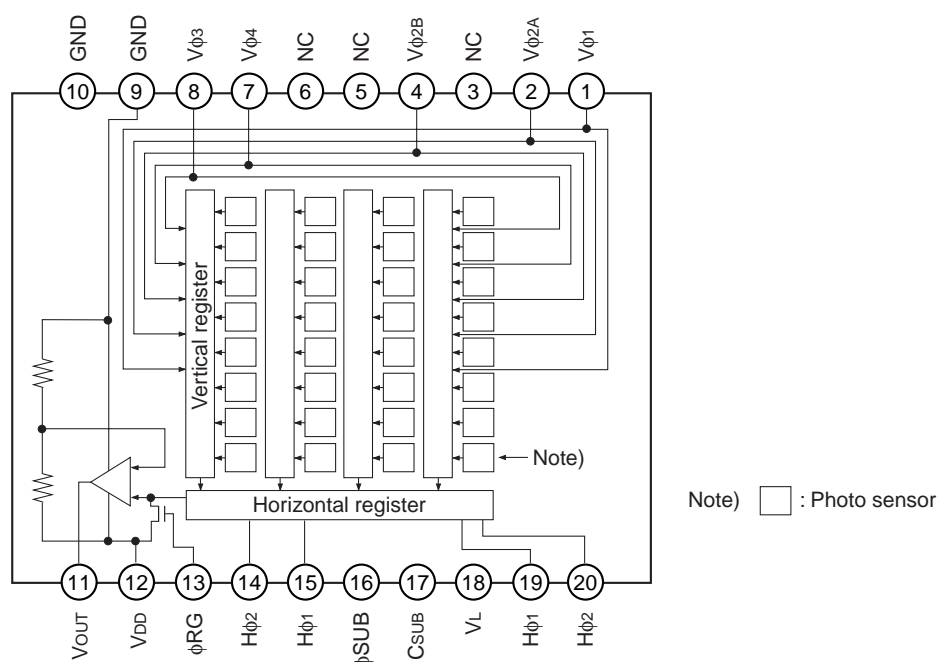 GND
GND
Vϕ3
Vϕ4
NC
NC
Vϕ2B
NC
Vϕ2A
Vϕ1
10
9
8
7
6
5
4
3
2
1
Vertical register
Note)
Horizontal register
Note) : Photo sensor
11
12
13
14
15
16
17
18
19
20
VOUT
VDD
ϕRG
Hϕ2
Hϕ1
ϕSUB
CSUB
VL
Hϕ1
Hϕ2